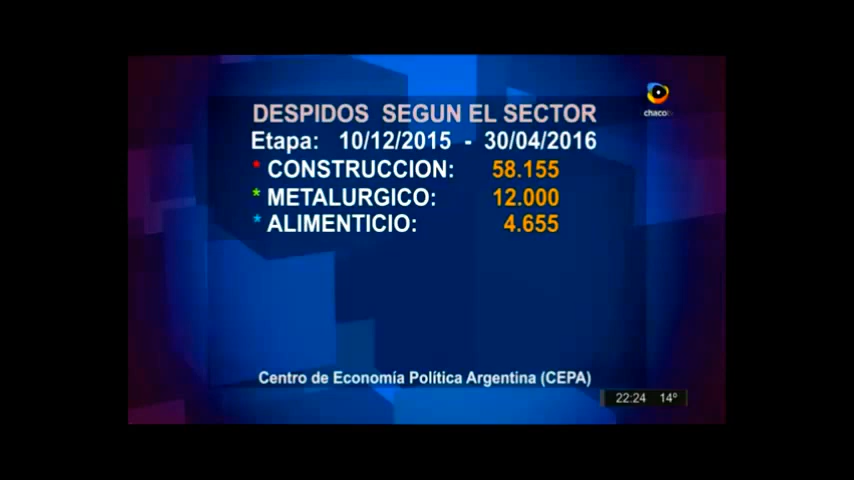 DESPIDOS SEGUN EL SECTOR
chaco
Etapa: 10/12/2015 - 30/04/2016
* CONSTRUCCION: 58.155
* METALURGICO: 12.000
* ALIMENTICIO: 4.655
Centro de Economía Política Argentina (CEPA)
22:24 14º